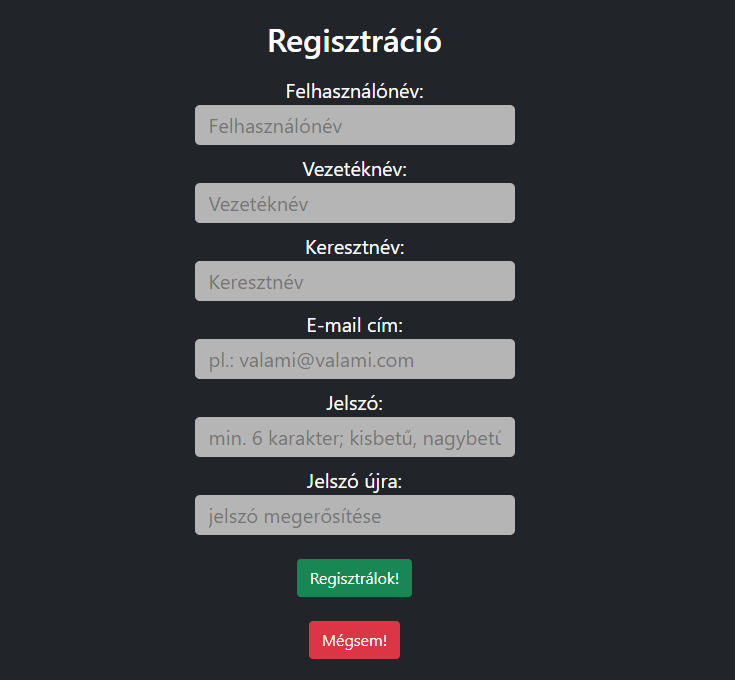 Regisztráció
Felhasználónév:
Felhasználónév
Vezetéknév:
Vezetéknév
Keresztnév:
Keresztnév
E-mail cím:
pl.: valami@valami.com
Jelszó:
min. 6 karakter; kisbetű, nagybetű
Jelszó újra:
jelszó megerősítése
Regisztrálok!
Mégsem!